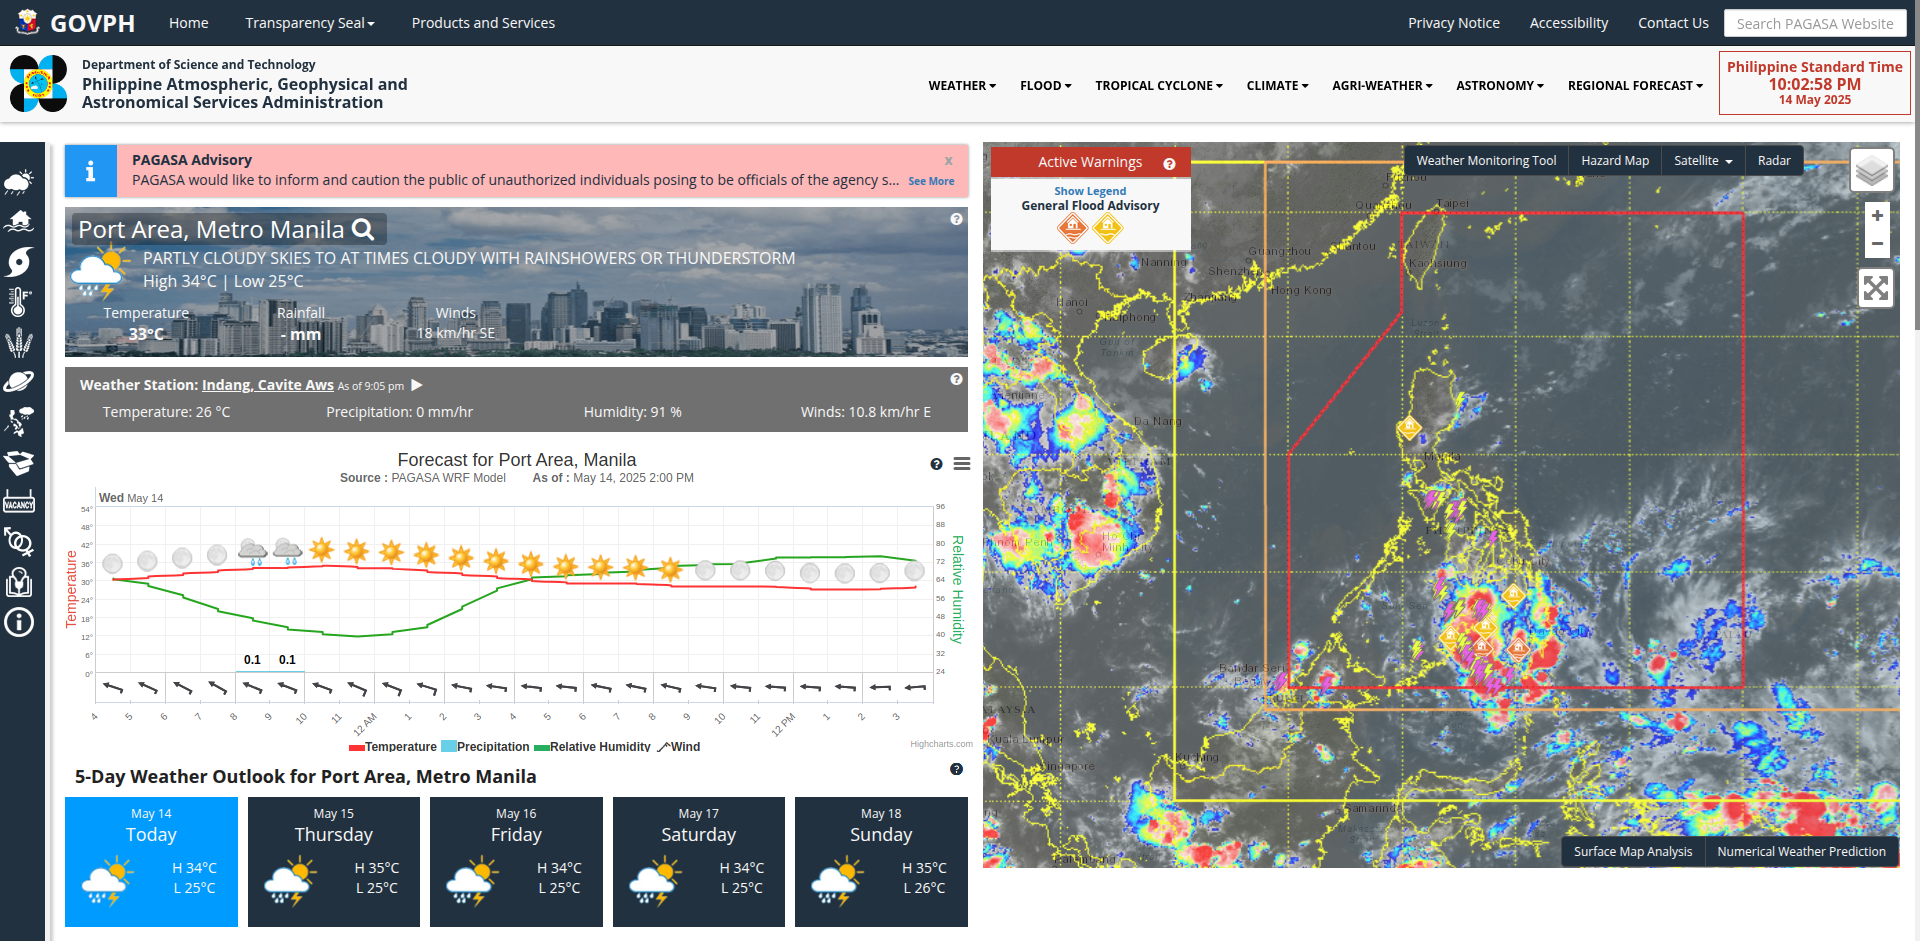 GOVPH Home Transparency Seal Products and Services Privacy Notice Accessibility Contact Us Search PAGASA Website
Department of Science and Technology
Philippine Atmospheric, Geophysical and
Astronomical Services Administration
WEATHER FLOOD TROPICAL CYCLONE CLIMATE AGRI-WEATHER ASTRONOMY REGIONAL FORECAST
Philippine Standard Time
10:02:58 PM
14 May 2025
VACANCY
PAGASA Advisory x
PAGASA would like to inform and caution the public of unauthorized individuals posing to be officials of the agency s... See More
Port Area, Metro Manila
PARTLY CLOUDY SKIES TO AT TIMES CLOUDY WITH RAINSHOWERS OR THUNDERSTORM
High 34°C | Low 25°C
Temperature Rainfall Winds
33°C - mm 18 km/hr SE
Weather Station: Indang, Cavite Aws As of 9:05 pm
Temperature: 26 °C Precipitation: 0 mm/hr Humidity: 91 % Winds: 10.8 km/hr E
Forecast for Port Area, Manila
Source : PAGASA WRF Model As of : May 14, 2025 2:00 PM
Wed May 14
Temperature
54°
48°
42°
36°
30°
24°
18°
12°
6°
0°
96
88
80
72
64
56
48
40
32
24
Relative Humidity
0.1 0.1
4 5 6 7 8 9 10 11 12 AM 1 2 3 4 5 6 7 8 9 10 11 12 PM 1 2 3
Temperature Precipitation Relative Humidity Wind
Highcharts.com
5-Day Weather Outlook for Port Area, Metro Manila
May 14
Today
H 34°C
L 25°C
May 15
Thursday
H 35°C
L 25°C
May 16
Friday
H 34°C
L 25°C
May 17
Saturday
H 34°C
L 25°C
May 18
Sunday
H 35°C
L 26°C
Active Warnings
Show Legend
General Flood Advisory
Weather Monitoring Tool Hazard Map Satellite Radar
+
−
Taipei
TAIWAN
Kaohsiung
Guangzhou
Shantou
Shenzhen
Hong Kong
Nanning
Zhanjiang
Hanoi
Haiphong
Gulf of
Tonkin
Vientiane
Da Nang
Manila
Ho Chi
Minh City
Bandar Seri
Kuala Lumpur
Singapore
Kuching
Samarinda
Surface Map Analysis Numerical Weather Prediction